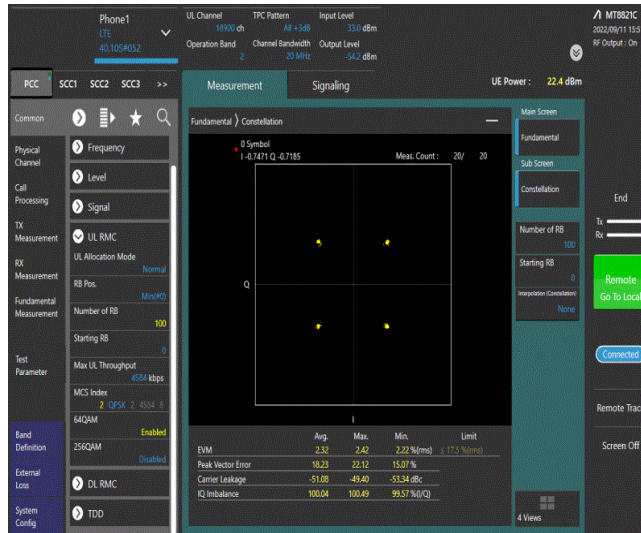 Phone1
LTE
40.10S#052
UL Channel TPC Pattern Input Level
18900 ch All +3dB 33.0 dBm
Operation Band Channel Bandwidth Output Level
2 20 MHz -54.2 dBm
MT8821C
2022/09/11 15:5
RF Output : On
PCC SCC1 SCC2 SCC3 >>
Measurement Signaling
UE Power : 22.4 dBm
Common
Physical
Channel
Call
Processing
TX
Measurement
RX
Measurement
Fundamental
Measurement
Test
Parameter
Band
Definition
External
Loss
System
Config
Frequency
Level
Signal
UL RMC
UL Allocation Mode
Normal
RB Pos.
Min(#0)
Number of RB
100
Starting RB
0
Max UL Throughput
4584 kbps
MCS Index
2 QPSK 2 4584 8
64QAM
Enabled
256QAM
Disabled
DL RMC
TDD
Fundamental 〉 Constellation
0 Symbol
I -0.7471 Q -0.7185 Meas. Count : 20/ 20
Q
I
Avg. Max. Min. Limit
EVM 2.32 2.42 2.22 %(rms) ≤ 17.5 %(rms)
Peak Vector Error 18.23 22.12 15.07 %
Carrier Leakage -51.08 -49.40 -53.34 dBc
IQ Imbalance 100.04 100.49 99.57 %(I/Q)
Main Screen
Fundamental
Sub Screen
Constellation
Number of RB
100
Starting RB
0
Interpolation (Constellation)
None
4 Views
End
Tx
Rx
Remote
Go To Local
Connected
Remote Trac
Screen Off